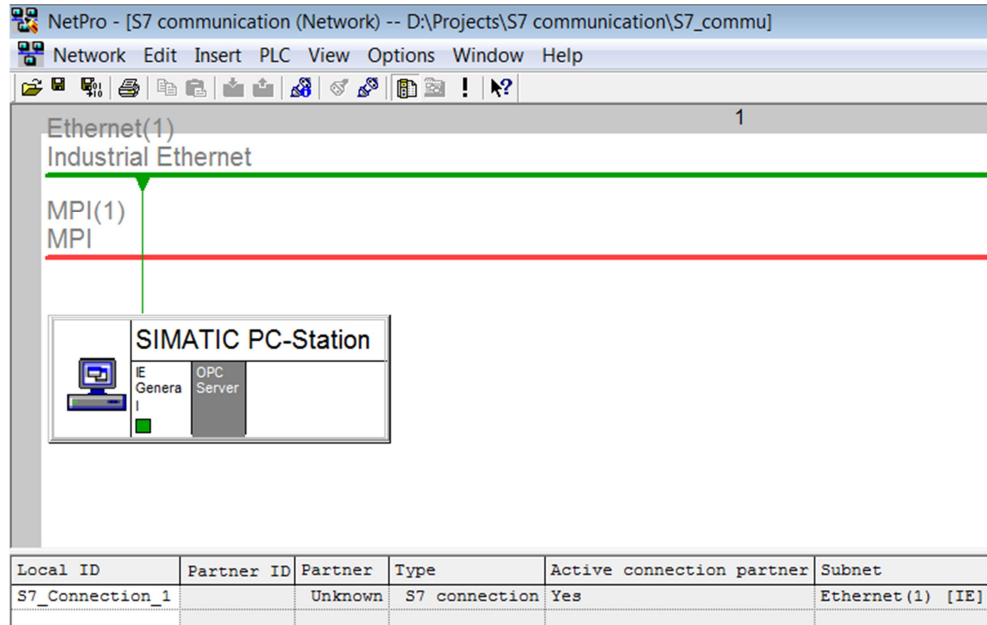 NetPro - [S7 communication (Network) -- D:\Projects\S7 communication\S7_commu]
Network Edit Insert PLC View Options Window Help
1
Ethernet(1)
Industrial Ethernet
MPI(1)
MPI
SIMATIC PC-Station
IE OPC
Genera Server
l
Local ID Partner ID Partner Type Active connection partner Subnet
S7_Connection_1 Unknown S7 connection Yes Ethernet(1) [IE]